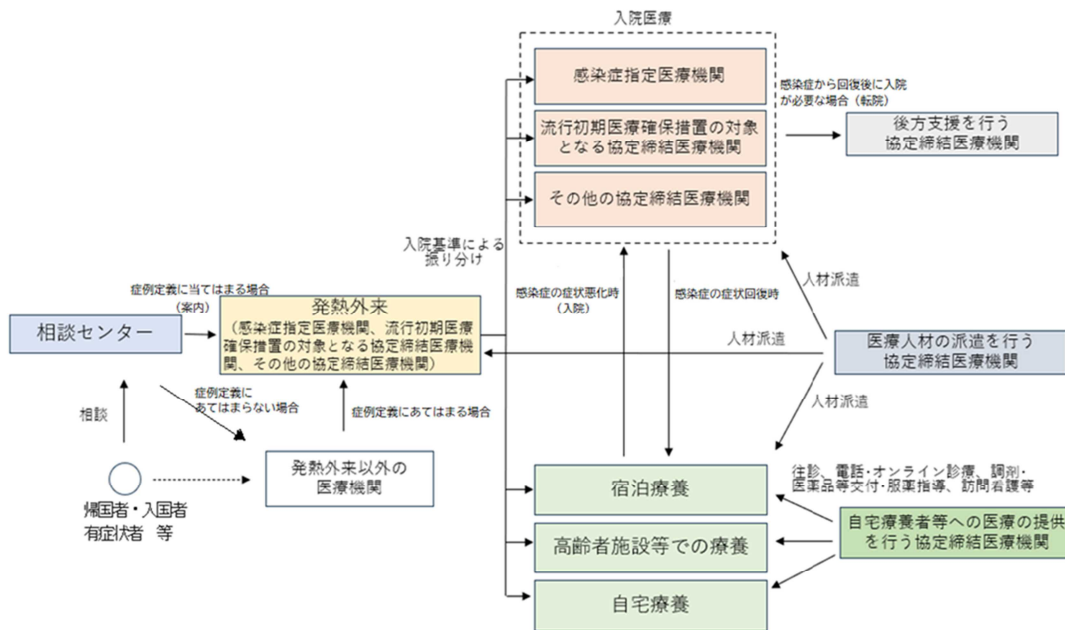 入院医療
感染症指定医療機関
流行初期医療確保措置の対象
となる協定締結医療機関
その他の協定締結医療機関
感染症から回復後に入院
が必要な場合（転院）
後方支援を行う
協定締結医療機関
入院基準による
振り分け
症例定義に当てはまる場合
（案内）
相談センター
発熱外来
（感染症指定医療機関、流行初期医療
確保措置の対象となる協定締結医療機
関、その他の協定締結医療機関）
感染症の症状悪化時
（入院）
感染症の症状回復時
人材派遣
人材派遣
医療人材の派遣を行う
協定締結医療機関
人材派遣
相談
症例定義に
あてはまらない場合
症例定義にあてはまる場合
発熱外来以外の
医療機関
帰国者・入国者
有症状者　等
宿泊療養
高齢者施設等での療養
自宅療養
往診、電話・オンライン診療、調剤・
医薬品等交付・服薬指導、訪問看護等
自宅療養者等への医療の提供
を行う協定締結医療機関